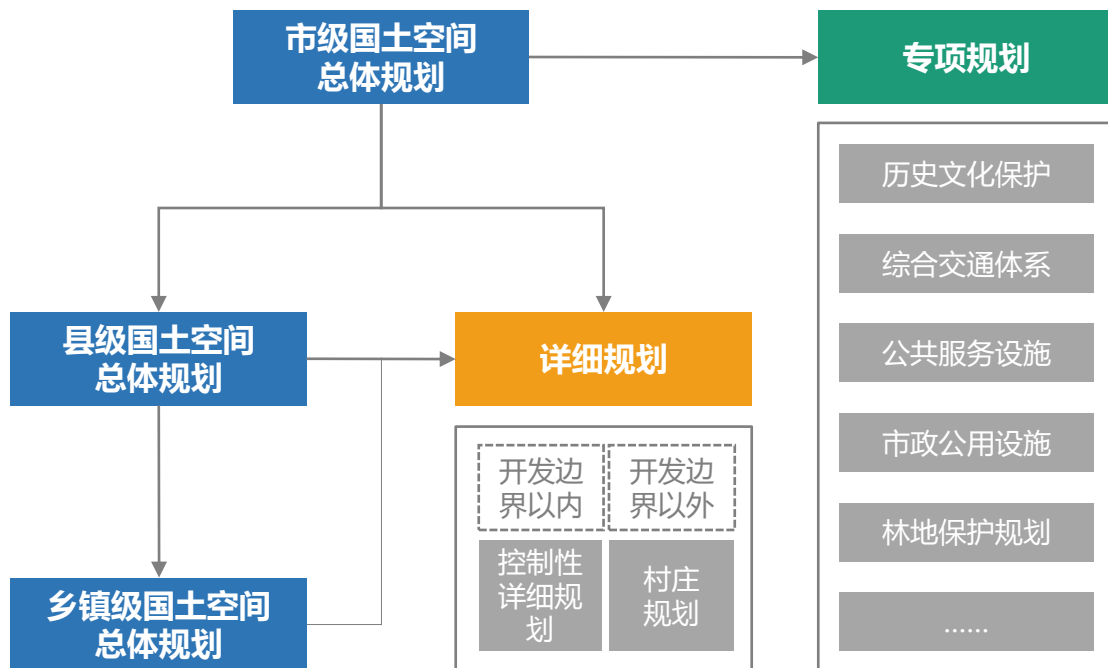 市级国土空间
总体规划
专项规划
历史文化保护
综合交通体系
公共服务设施
市政公用设施
林地保护规划
......
县级国土空间
总体规划
详细规划
开发边
界以内
开发边
界以外
控制性
详细规
划
村庄
规划
乡镇级国土空间
总体规划